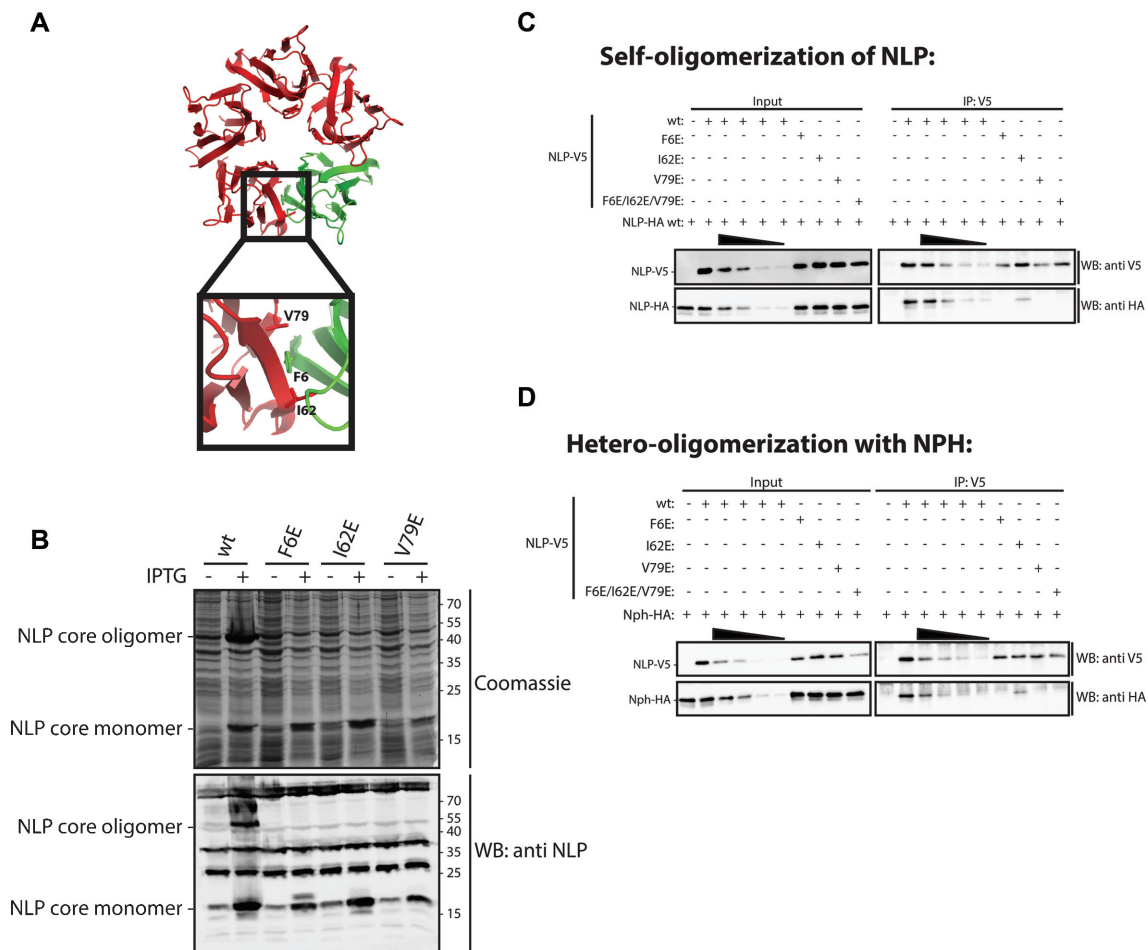 A
V79
F6
I62
B
wt F6E I62E V79E
IPTG - + - + - + - +
NLP core oligomer
NLP core monomer
70
55
40
35
25
15
Coomassie
NLP core oligomer
NLP core monomer
70
55
40
35
25
15
WB: anti NLP
C
Self-oligomerization of NLP:
Input IP: V5
NLP-V5
wt: - + + + + + - - - - - + + + + + - - - -
F6E: - - - - - - + - - - - - - - - - + - - -
I62E: - - - - - - - + - - - - - - - - - + - -
V79E: - - - - - - - - + - - - - - - - - - + -
F6E/I62E/V79E: - - - - - - - - - + - - - - - - - - - +
NLP-HA wt: + + + + + + + + + + + + + + + + + + + +
NLP-V5 WB: anti V5
NLP-HA WB: anti HA
D
Hetero-oligomerization with NPH:
Input IP: V5
NLP-V5
wt: - + + + + + - - - - - + + + + + - - - -
F6E: - - - - - - + - - - - - - - - - + - - -
I62E: - - - - - - - + - - - - - - - - - + - -
V79E: - - - - - - - - + - - - - - - - - - + -
F6E/I62E/V79E: - - - - - - - - - + - - - - - - - - - +
Nph-HA: + + + + + + + + + + + + + + + + + + + +
NLP-V5 WB: anti V5
Nph-HA WB: anti HA